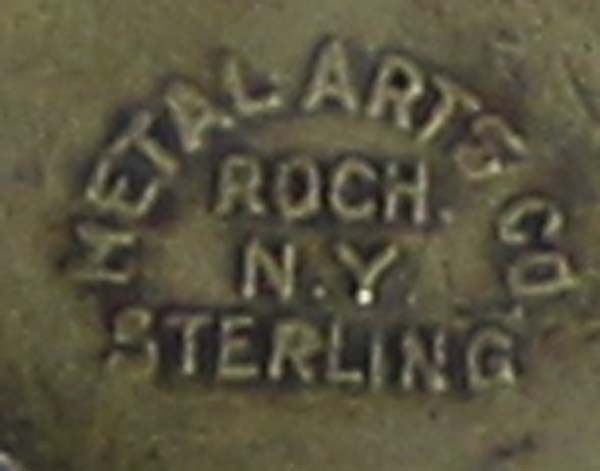 METAL ARTS CO.
ROCH.
N.Y.
STERLING